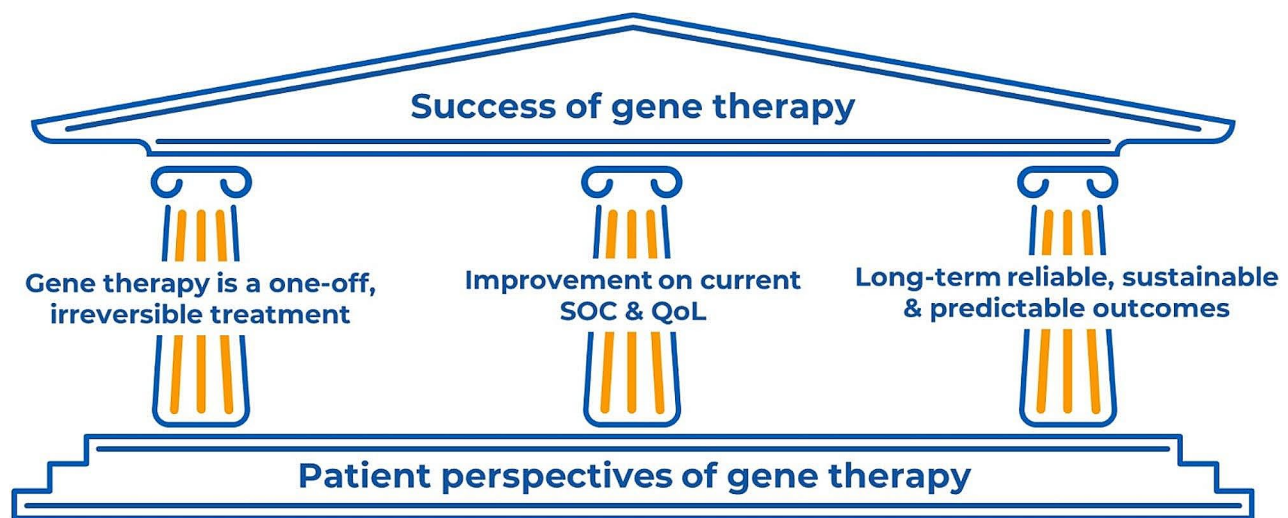 Success of gene therapy
Gene therapy is a one-off,
irreversible treatment
Improvement on current
SOC & QoL
Long-term reliable, sustainable
& predictable outcomes
Patient perspectives of gene therapy